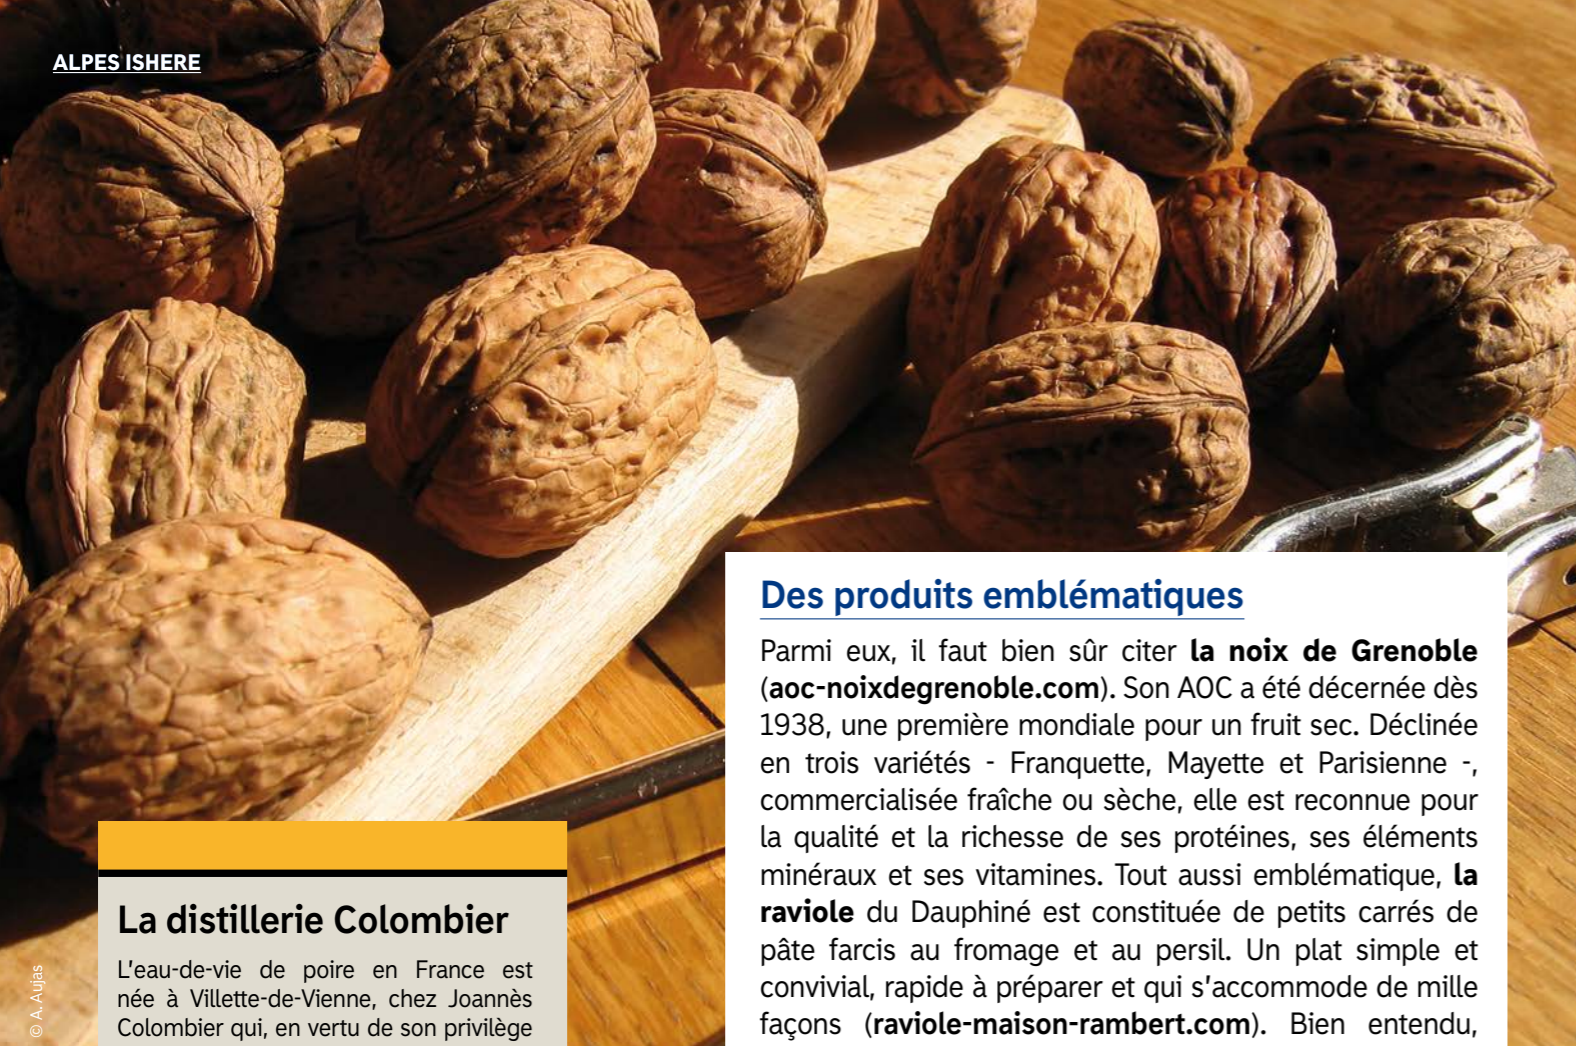 ALPES ISHERE
Des produits emblématiques
Parmi eux, il faut bien sûr citer la noix de Grenoble
(aoc-noixdegrenoble.com). Son AOC a été décernée dès
1938, une première mondiale pour un fruit sec. Déclinée
en trois variétés - Franquette, Mayette et Parisienne -,
commercialisée fraîche ou sèche, elle est reconnue pour
la qualité et la richesse de ses protéines, ses éléments
minéraux et ses vitamines. Tout aussi emblématique, la
raviole du Dauphiné est constituée de petits carrés de
pâte farcis au fromage et au persil. Un plat simple et
convivial, rapide à préparer et qui s'accommode de mille
façons (raviole-maison-rambert.com). Bien entendu,
La distillerie Colombier
L'eau-de-vie de poire en France est
née à Villette-de-Vienne, chez Joannès
Colombier qui, en vertu de son privilège
© A. Aujas